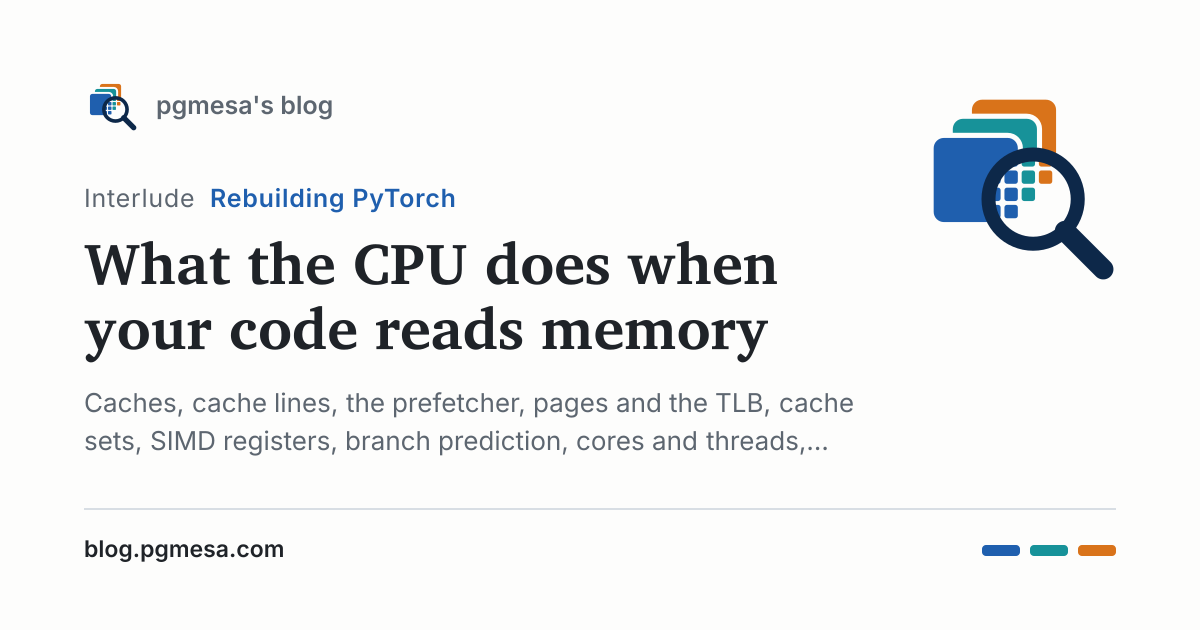 pgmesa's blog
Interlude Rebuilding PyTorch
What the CPU does when
your code reads memory
Caches, cache lines, the prefetcher, pages and the TLB, cache
sets, SIMD registers, branch prediction, cores and threads,...
blog.pgmesa.com